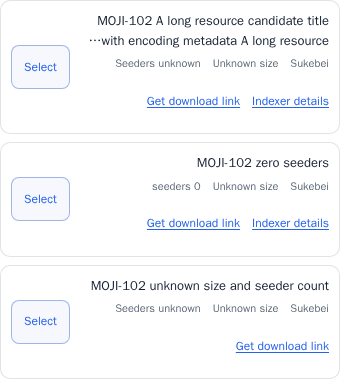 MOJI-102 A long resource candidate title
…with encoding metadata A long resource
Select
Seeders unknown Unknown size Sukebei
Get download link Indexer details
MOJI-102 zero seeders
Select
seeders 0 Unknown size Sukebei
Get download link Indexer details
MOJI-102 unknown size and seeder count
Select
Seeders unknown Unknown size Sukebei
Get download link